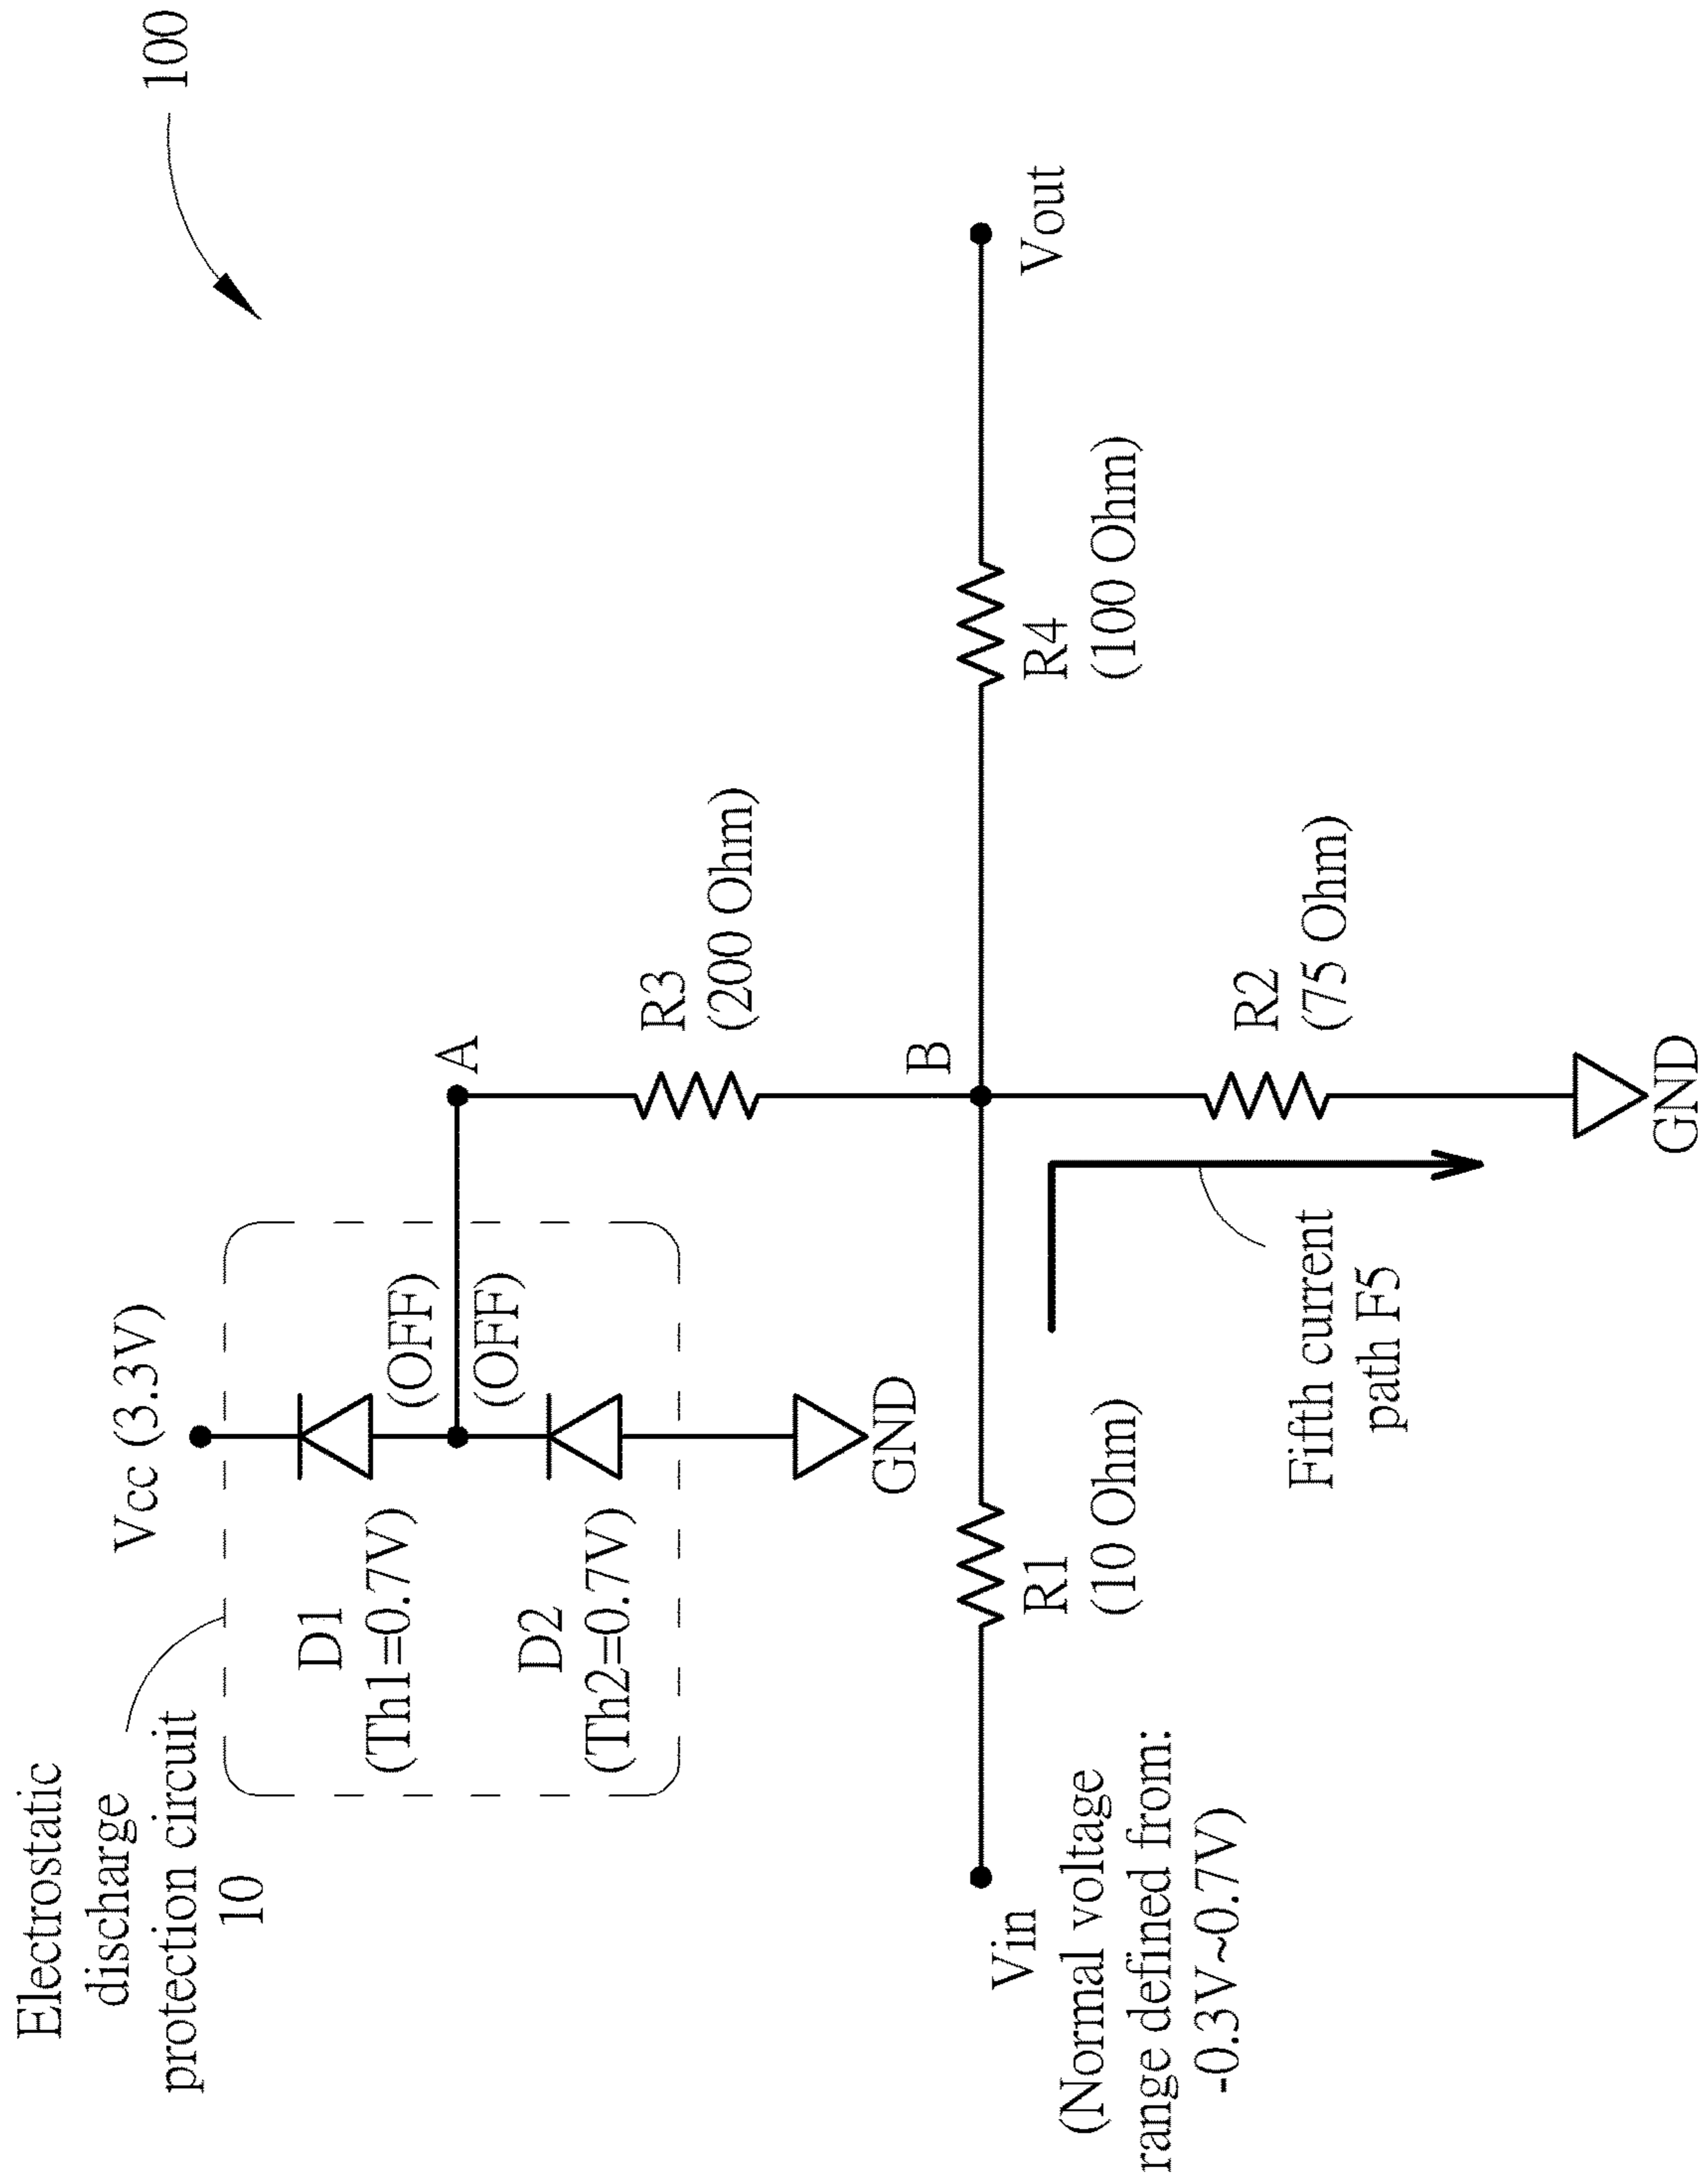 100
Electrostatic
discharge
protection circuit
10
Vcc (3.3V)
D1
(Th1=0.7V)
(OFF)
(OFF)
D2
(Th2=0.7V)
GND
A
R3
(200 Ohm)
B
Vin
(Normal voltage
range defined from:
-0.3V~0.7V)
R1
(10 Ohm)
R4
(100 Ohm)
Vout
Fifth current
path F5
R2
(75 Ohm)
GND